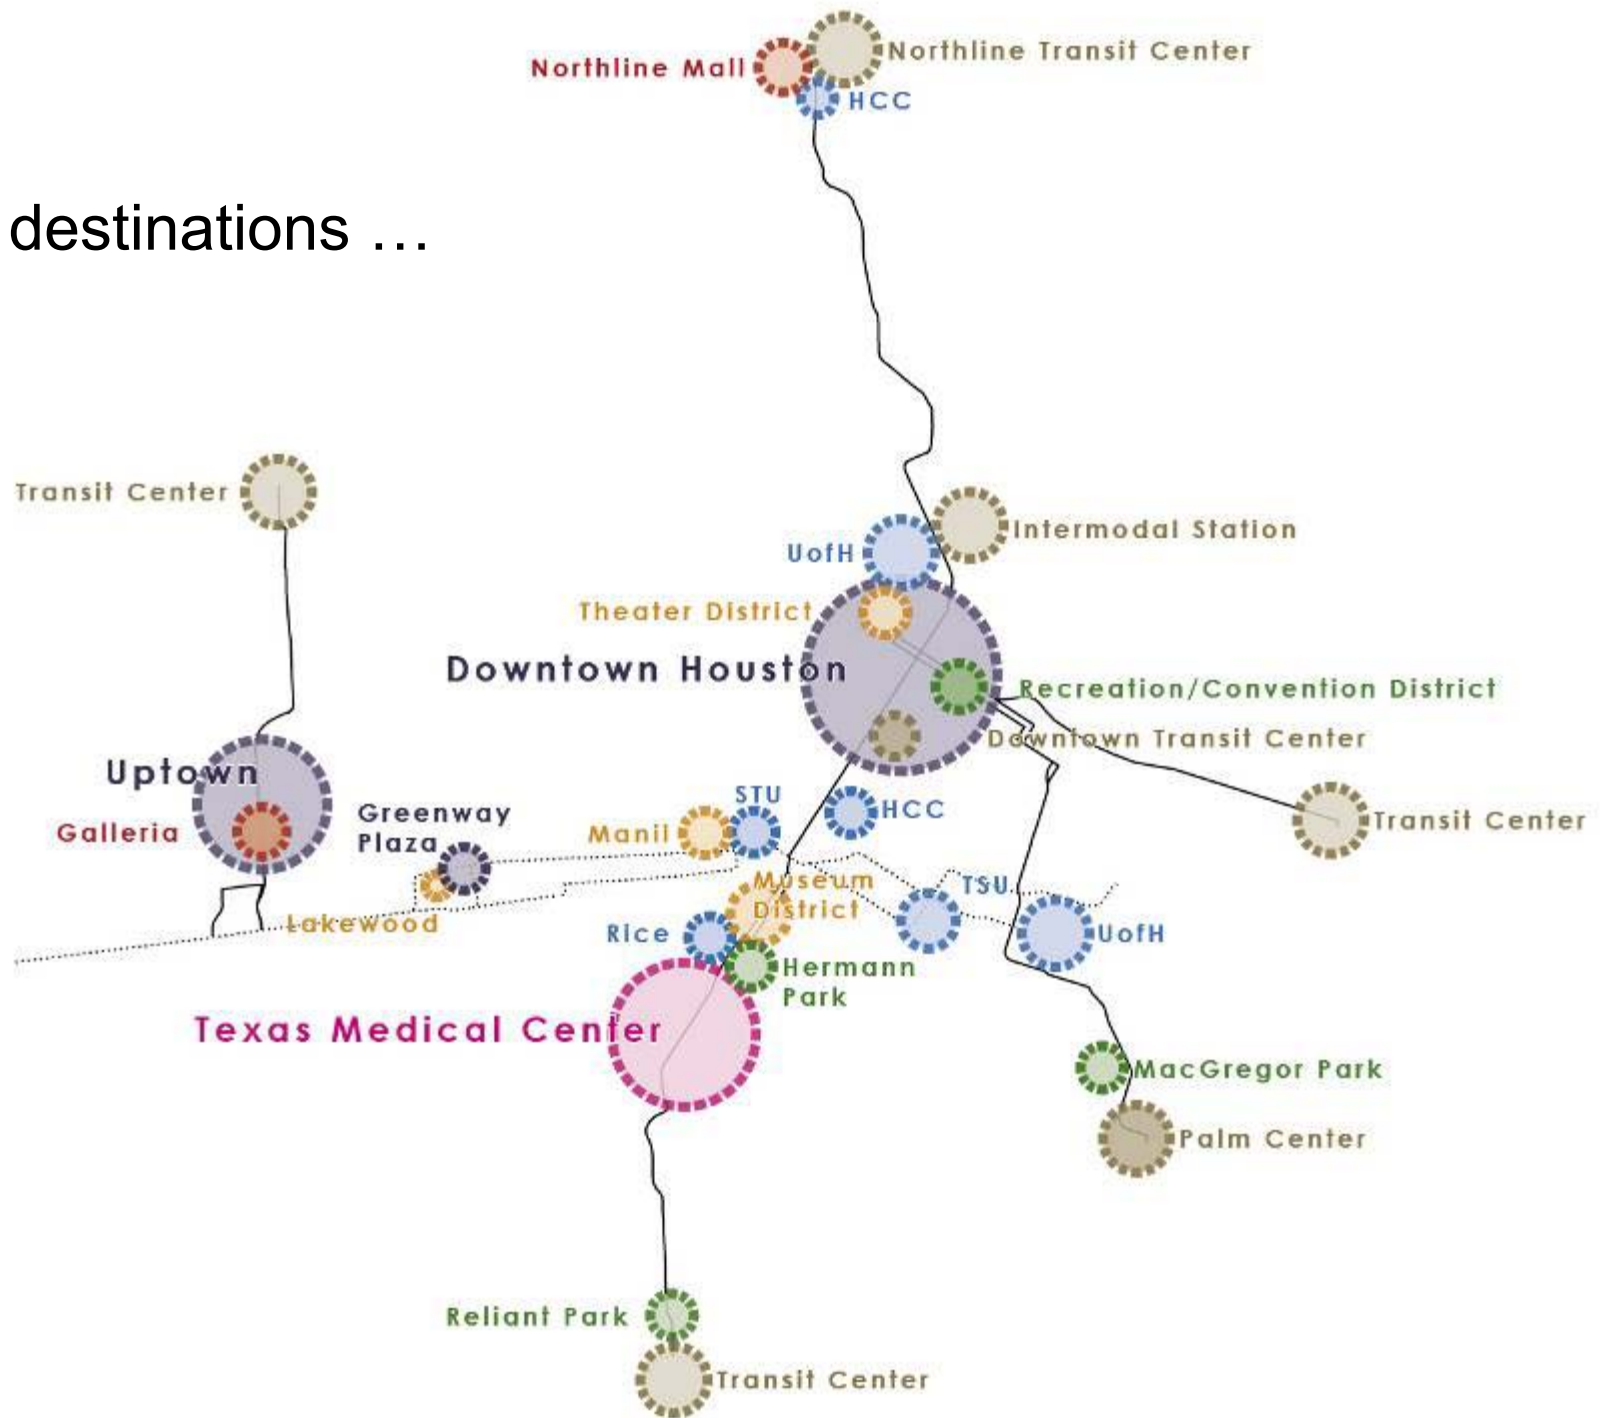 Northline Transit Center
Northline Mall
HCC
destinations …
Transit Center
Intermodal Station
UofH
Theater District
Downtown Houston
Recreation/Convention District
Downtown Transit Center
Uptown
STU
Greenway
Plaza
HCC
Transit Center
Galleria
Manil
Museum
District
TSU
Lakewood
Rice
UofH
Hermann
Park
Texas Medical Center
MacGregor Park
Palm Center
Reliant Park
Transit Center